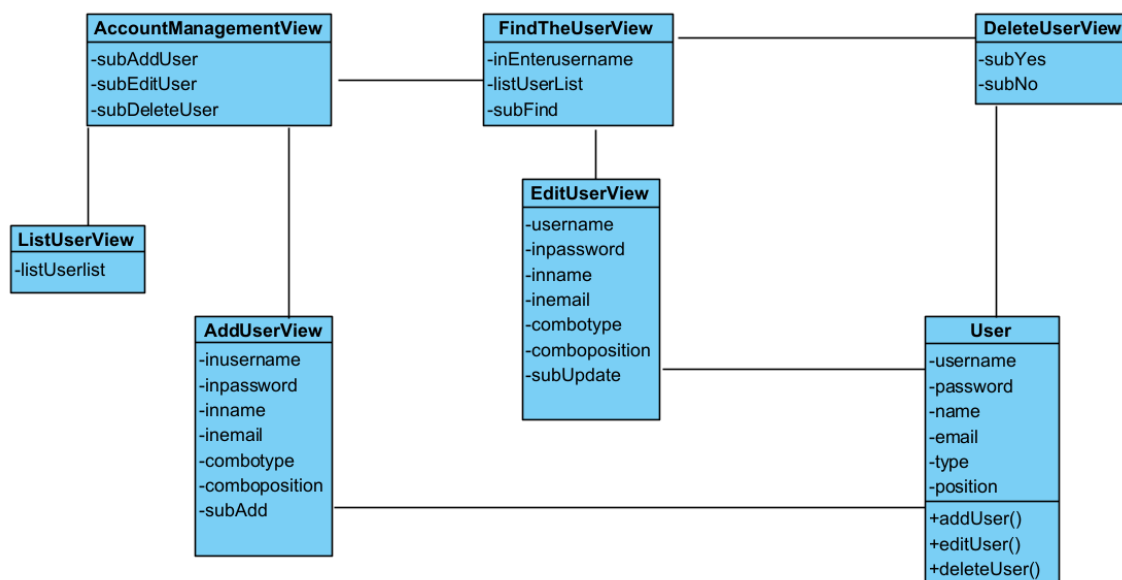 AccountManagementView
-subAddUser
-subEditUser
-subDeleteUser
FindTheUserView
-inEnterusername
-listUserList
-subFind
DeleteUserView
-subYes
-subNo
ListUserView
-listUserlist
EditUserView
-username
-inpassword
-inname
-inemail
-combotype
-comboposition
-subUpdate
AddUserView
-inusername
-inpassword
-inname
-inemail
-combotype
-comboposition
-subAdd
User
-username
-password
-name
-email
-type
-position
+addUser()
+editUser()
+deleteUser()